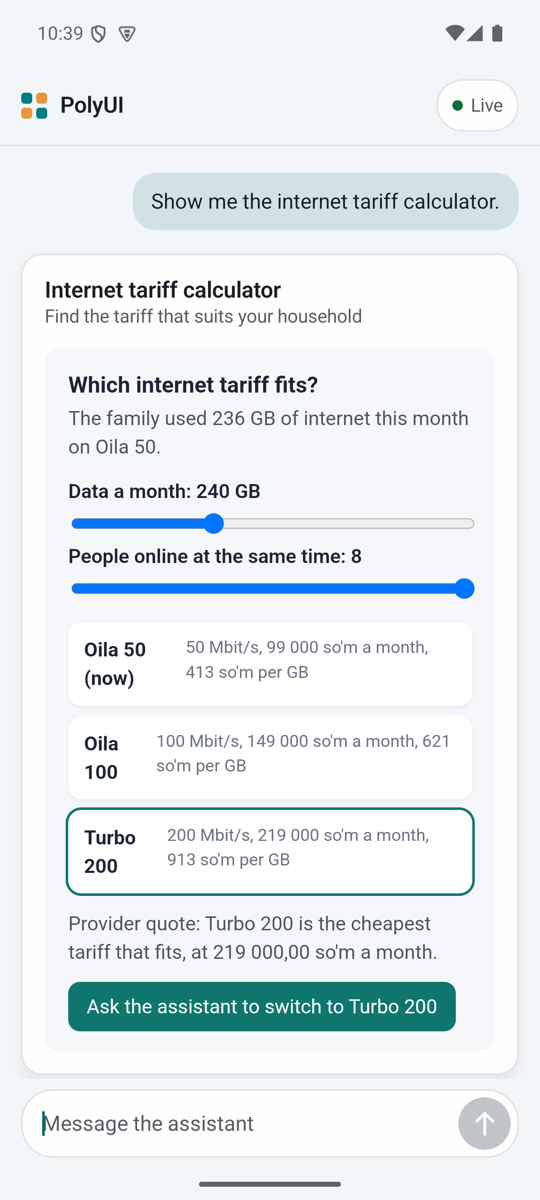 10:39
PolyUI
Live
Show me the internet tariff calculator.
Internet tariff calculator
Find the tariff that suits your household
Which internet tariff fits?
The family used 236 GB of internet this month
on Oila 50.
Data a month: 240 GB
People online at the same time: 8
Oila 50
(now)
50 Mbit/s, 99 000 so'm a month,
413 so'm per GB
Oila
100
100 Mbit/s, 149 000 so'm a month, 621
so'm per GB
Turbo
200
200 Mbit/s, 219 000 so'm a month,
913 so'm per GB
Provider quote: Turbo 200 is the cheapest
tariff that fits, at 219 000,00 so'm a month.
Ask the assistant to switch to Turbo 200
Message the assistant